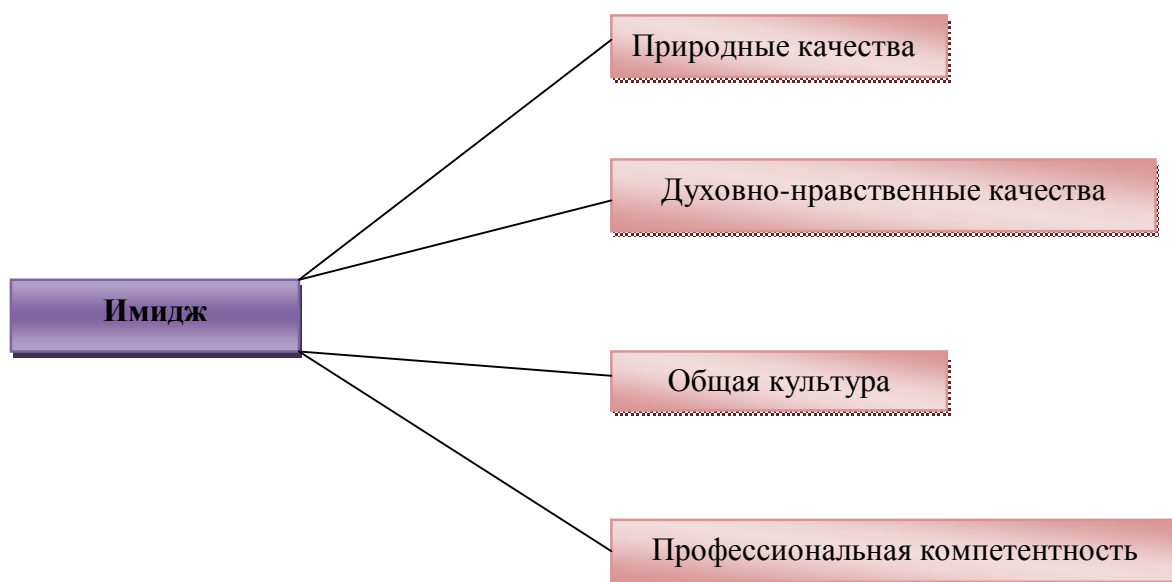 Природные качества
Духовно-нравственные качества
Имидж
Общая культура
Профессиональная компетентность